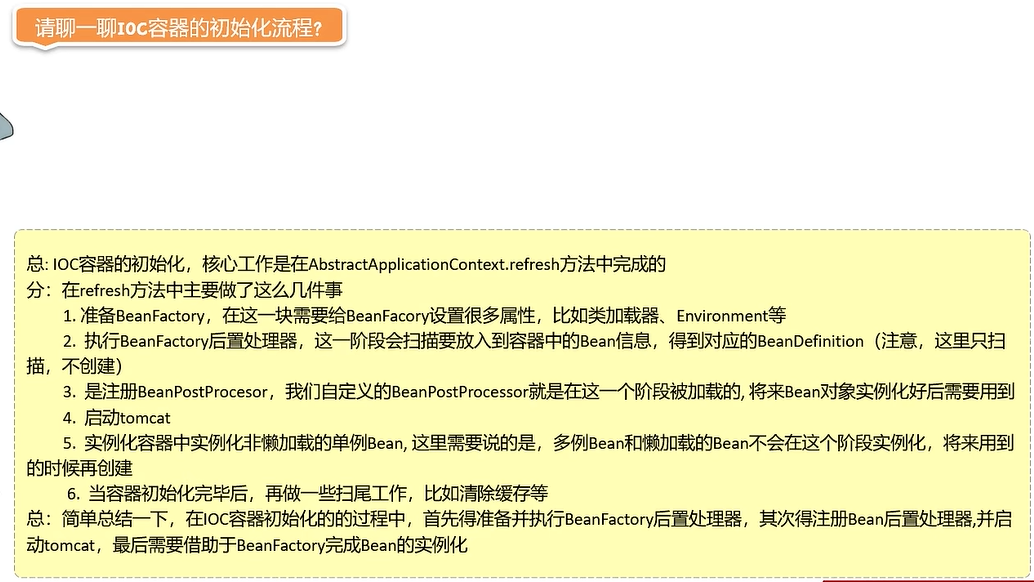 请聊一聊IOC容器的初始化流程?
总: IOC容器的初始化，核心工作是在AbstractApplicationContext.refresh方法中完成的
分：在refresh方法中主要做了这么几件事
1. 准备BeanFactory，在这一块需要给BeanFacory设置很多属性，比如类加载器、Environment等
2. 执行BeanFactory后置处理器，这一阶段会扫描要放入到容器中的Bean信息，得到对应的BeanDefinition（注意，这里只扫
描，不创建）
3. 是注册BeanPostProcesor，我们自定义的BeanPostProcessor就是在这一个阶段被加载的, 将来Bean对象实例化好后需要用到
4. 启动tomcat
5. 实例化容器中实例化非懒加载的单例Bean, 这里需要说的是，多例Bean和懒加载的Bean不会在这个阶段实例化，将来用到
的时候再创建
6. 当容器初始化完毕后，再做一些扫尾工作，比如清除缓存等
总：简单总结一下，在IOC容器初始化的的过程中，首先得准备并执行BeanFactory后置处理器，其次得注册Bean后置处理器,并启
动tomcat，最后需要借助于BeanFactory完成Bean的实例化